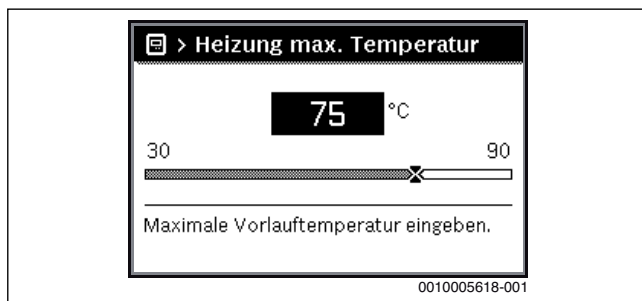 > Heizung max. Temperatur
75 °C
30 90
Maximale Vorlauftemperatur eingeben.
0010005618-001